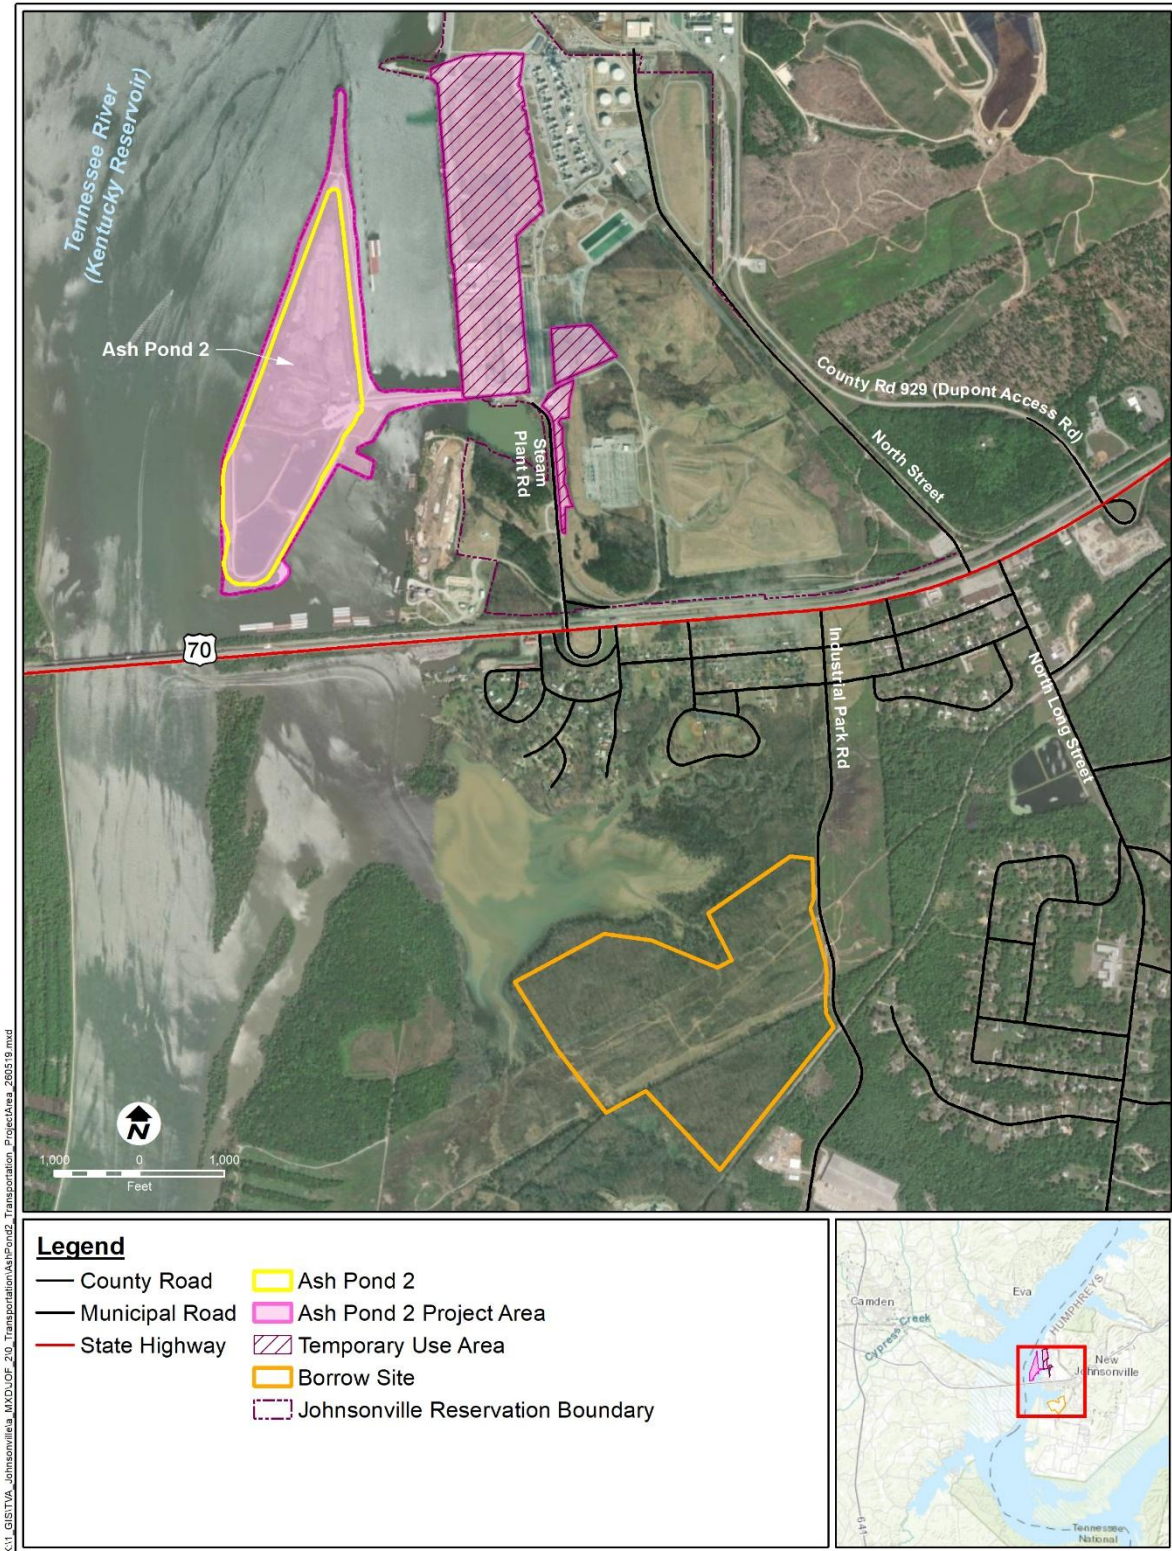 Tennessee River
(Kentucky Reservoir)
Ash Pond 2
County Rd 929 (Dupont Access Rd)
North Street
Steam
Plant Rd
70
Industrial Park Rd
North Long Street
N
1,000 0 1,000
Feet
Legend
County Road
Municipal Road
State Highway
Ash Pond 2
Ash Pond 2 Project Area
Temporary Use Area
Borrow Site
Johnsonville Reservation Boundary
Camden
Eva
HUMPHREYS
Cypress Creek
New
Johnsonville
641
Tennessee
National